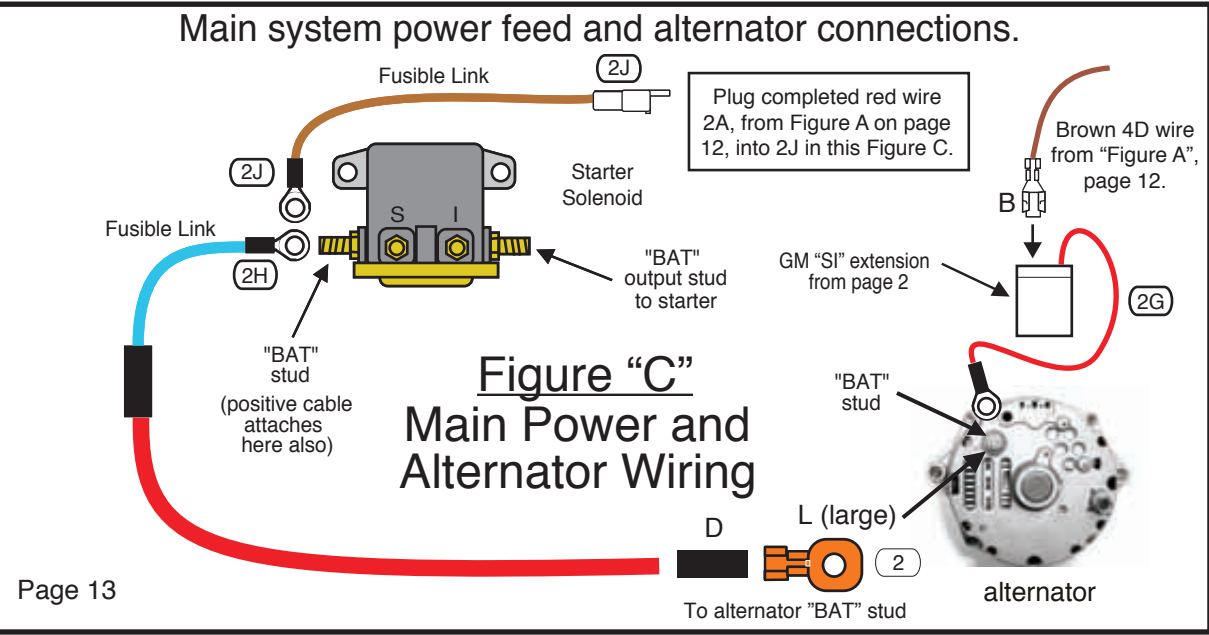 Main system power feed and alternator connections.
Fusible Link
2J
Plug completed red wire
2A, from Figure A on page
12, into 2J in this Figure C.
Brown 4D wire
from “Figure A”,
page 12.
2J
Starter
Solenoid
B
S I
Fusible Link
2H
"BAT"
output stud
to starter
GM “SI” extension
from page 2
2G
"BAT"
stud
(positive cable
attaches
here also)
Figure “C”
Main Power and
Alternator Wiring
"BAT"
stud
L (large)
D
2
To alternator "BAT" stud
alternator
Page 13